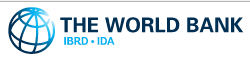 THE WORLD BANK
IBRD • IDA